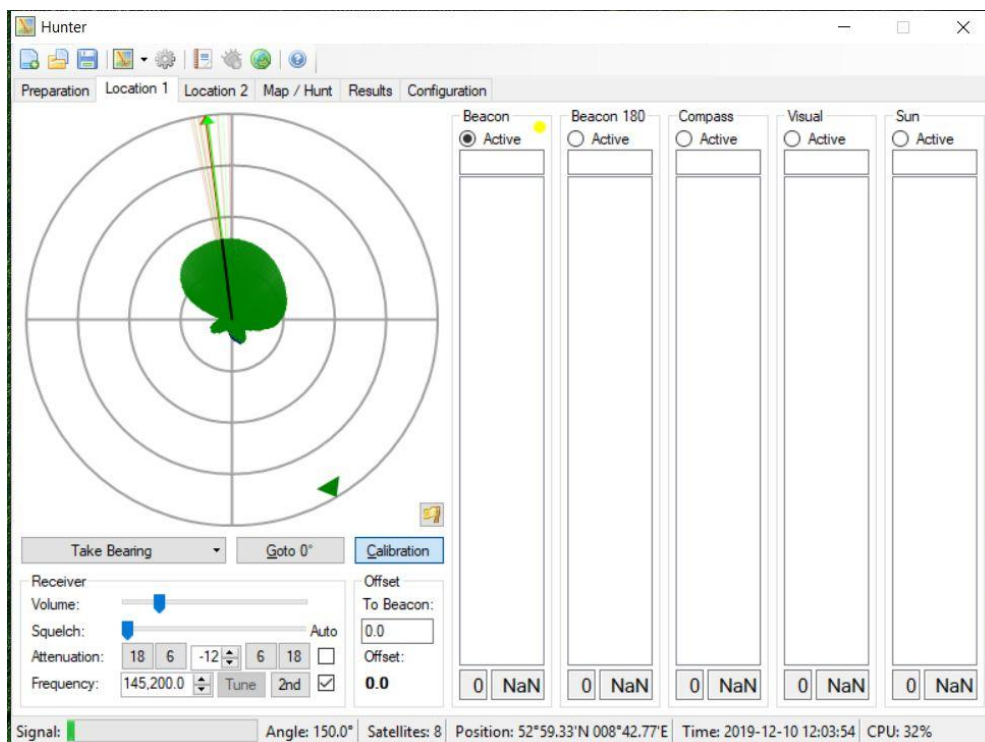 Hunter
Preparation Location 1 Location 2 Map / Hunt Results Configuration
Beacon Beacon 180 Compass Visual Sun
Active Active Active Active Active
Take Bearing Goto 0° Calibration
Receiver Offset
Volume: To Beacon:
Squelch: Auto 0.0
Attenuation: 18 6 -12 6 18 Offset:
Frequency: 145,200.0 Tune 2nd 0.0
0 NaN 0 NaN 0 NaN 0 NaN 0 NaN
Signal: Angle: 150.0° Satellites: 8 Position: 52°59.33'N 008°42.77'E Time: 2019-12-10 12:03:54 CPU: 32%